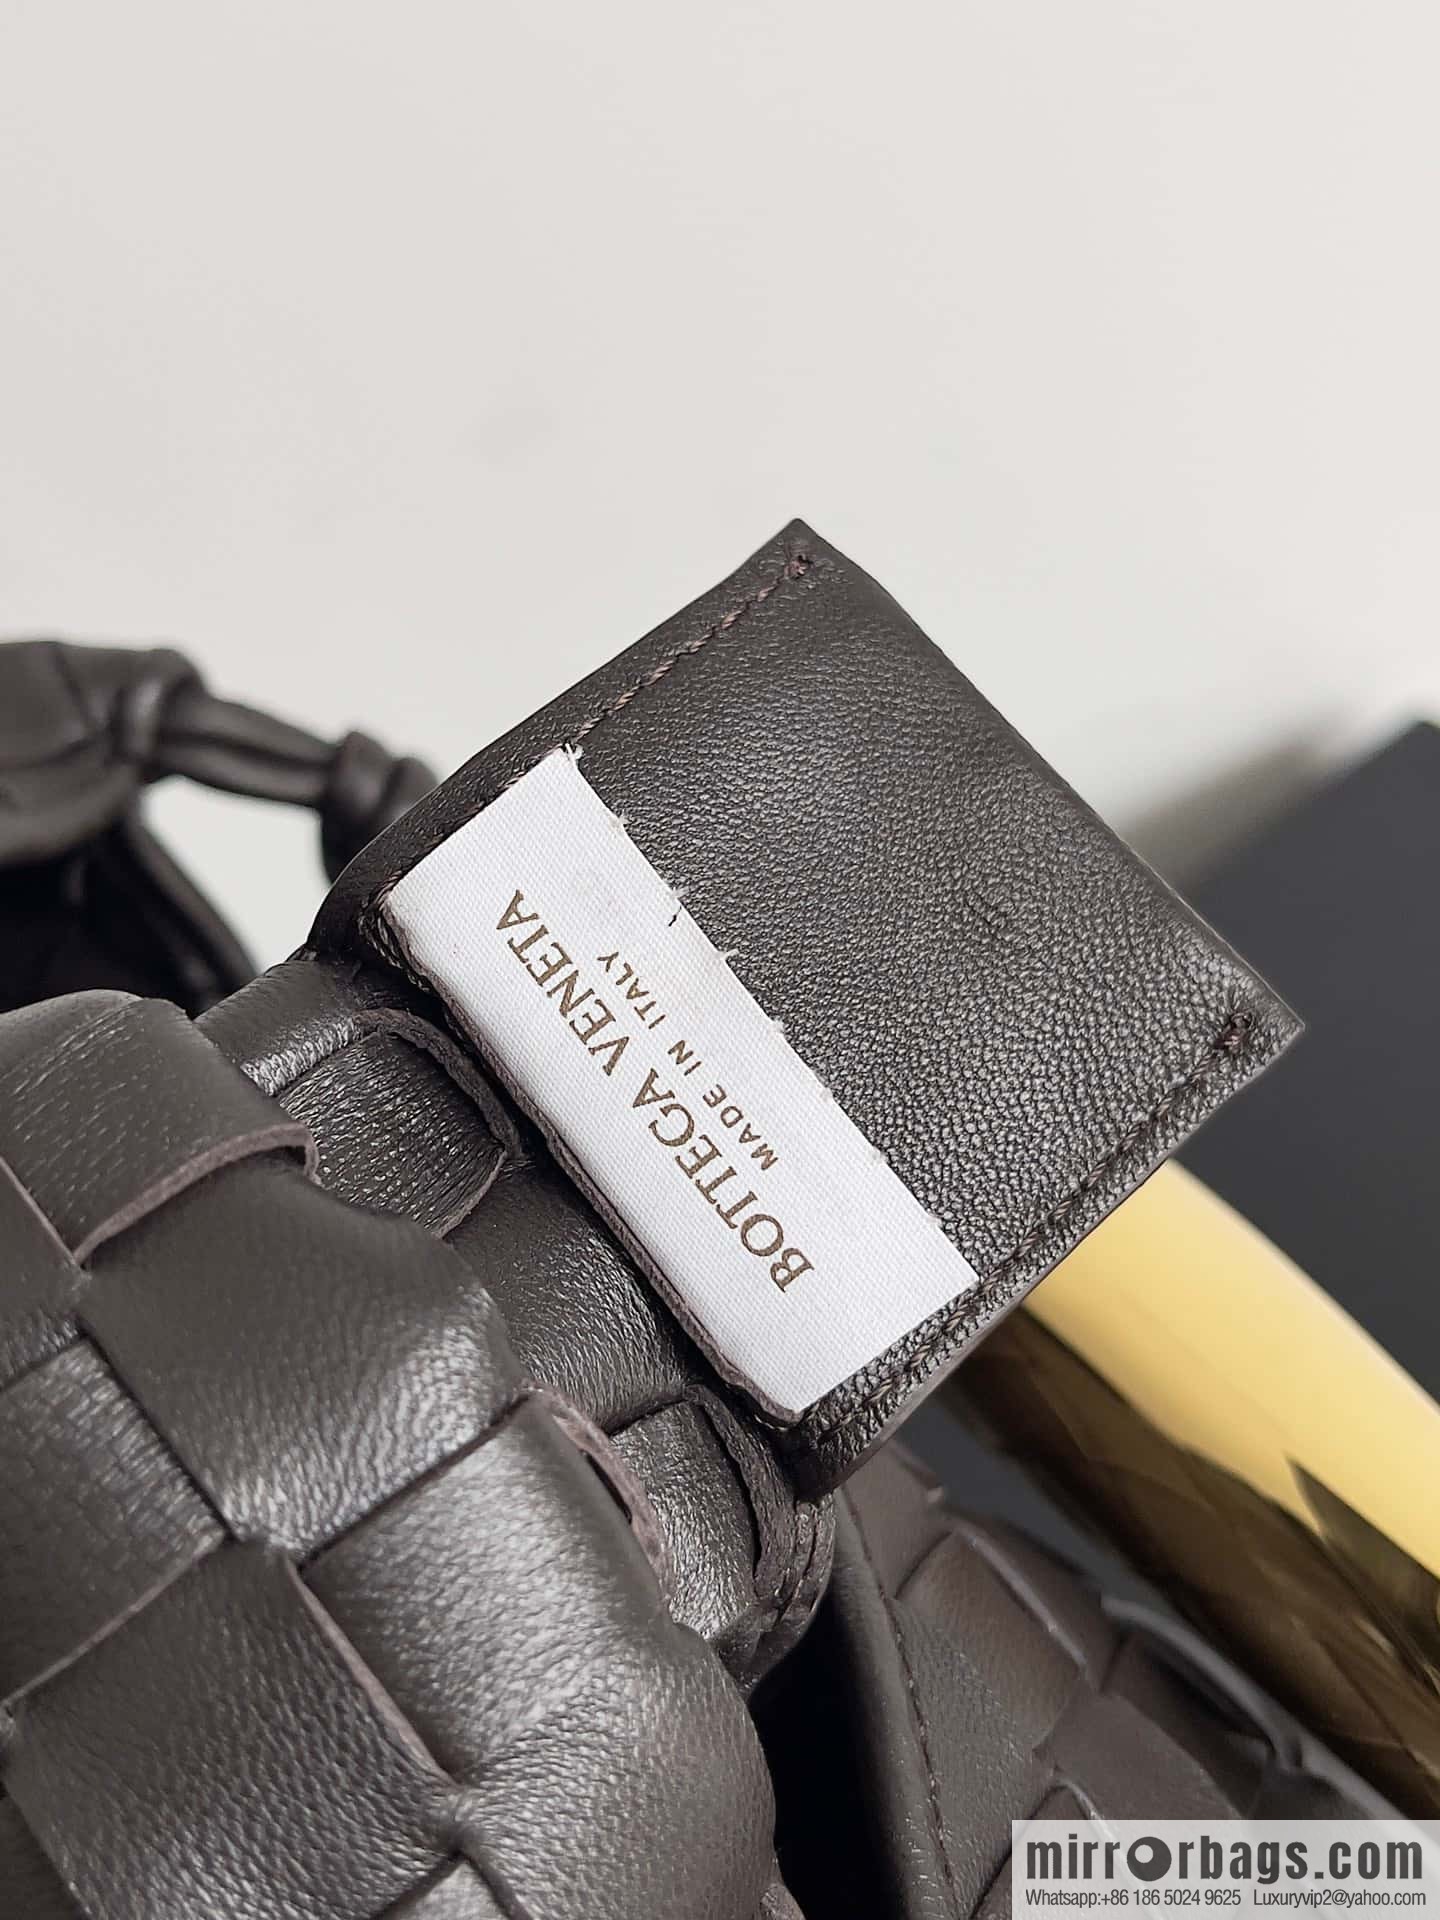 BOTTEGA VENETA
MADE IN ITALY
mirrorbags.com
Whatsapp:+86 186 5024 9625 Luxuryvip2@yahoo.com